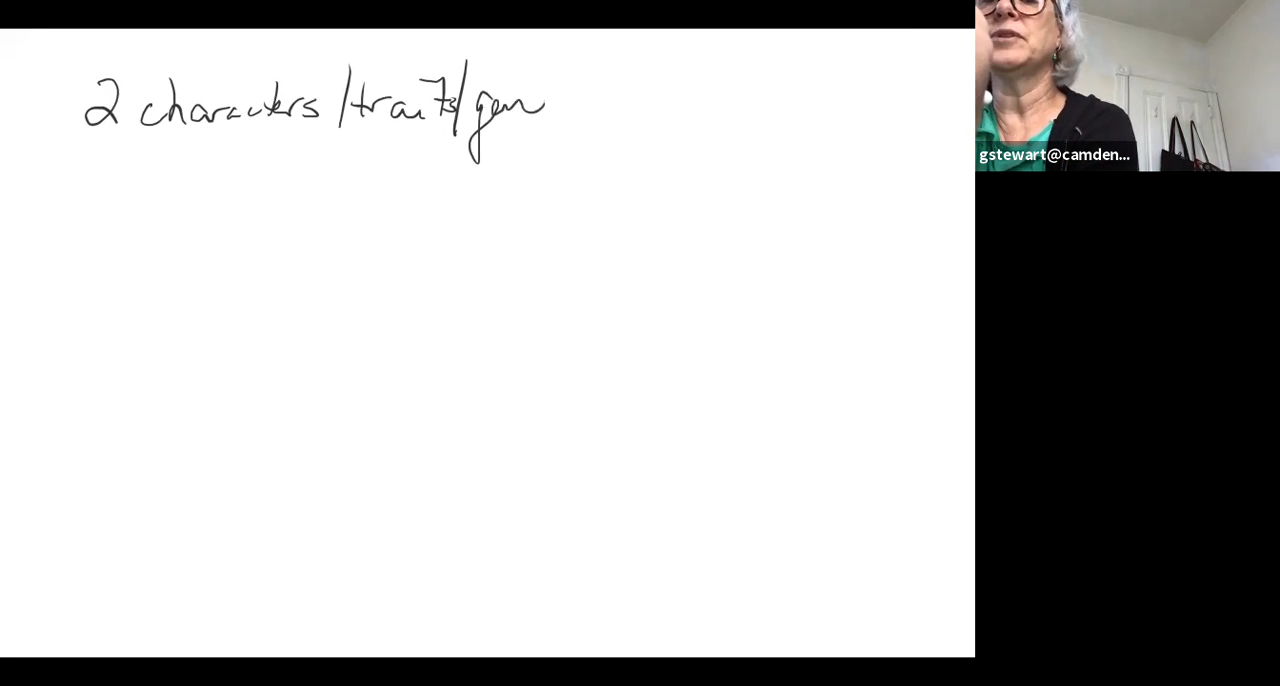 2 characters / traits / gen
gstewart@camden...